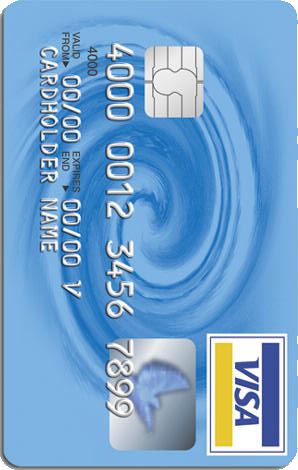 4000 0012 3456 7899
4000
VALID FROM ▶ 00/00 EXPIRES END ▶ 00/00 V
CARDHOLDER NAME
VISA